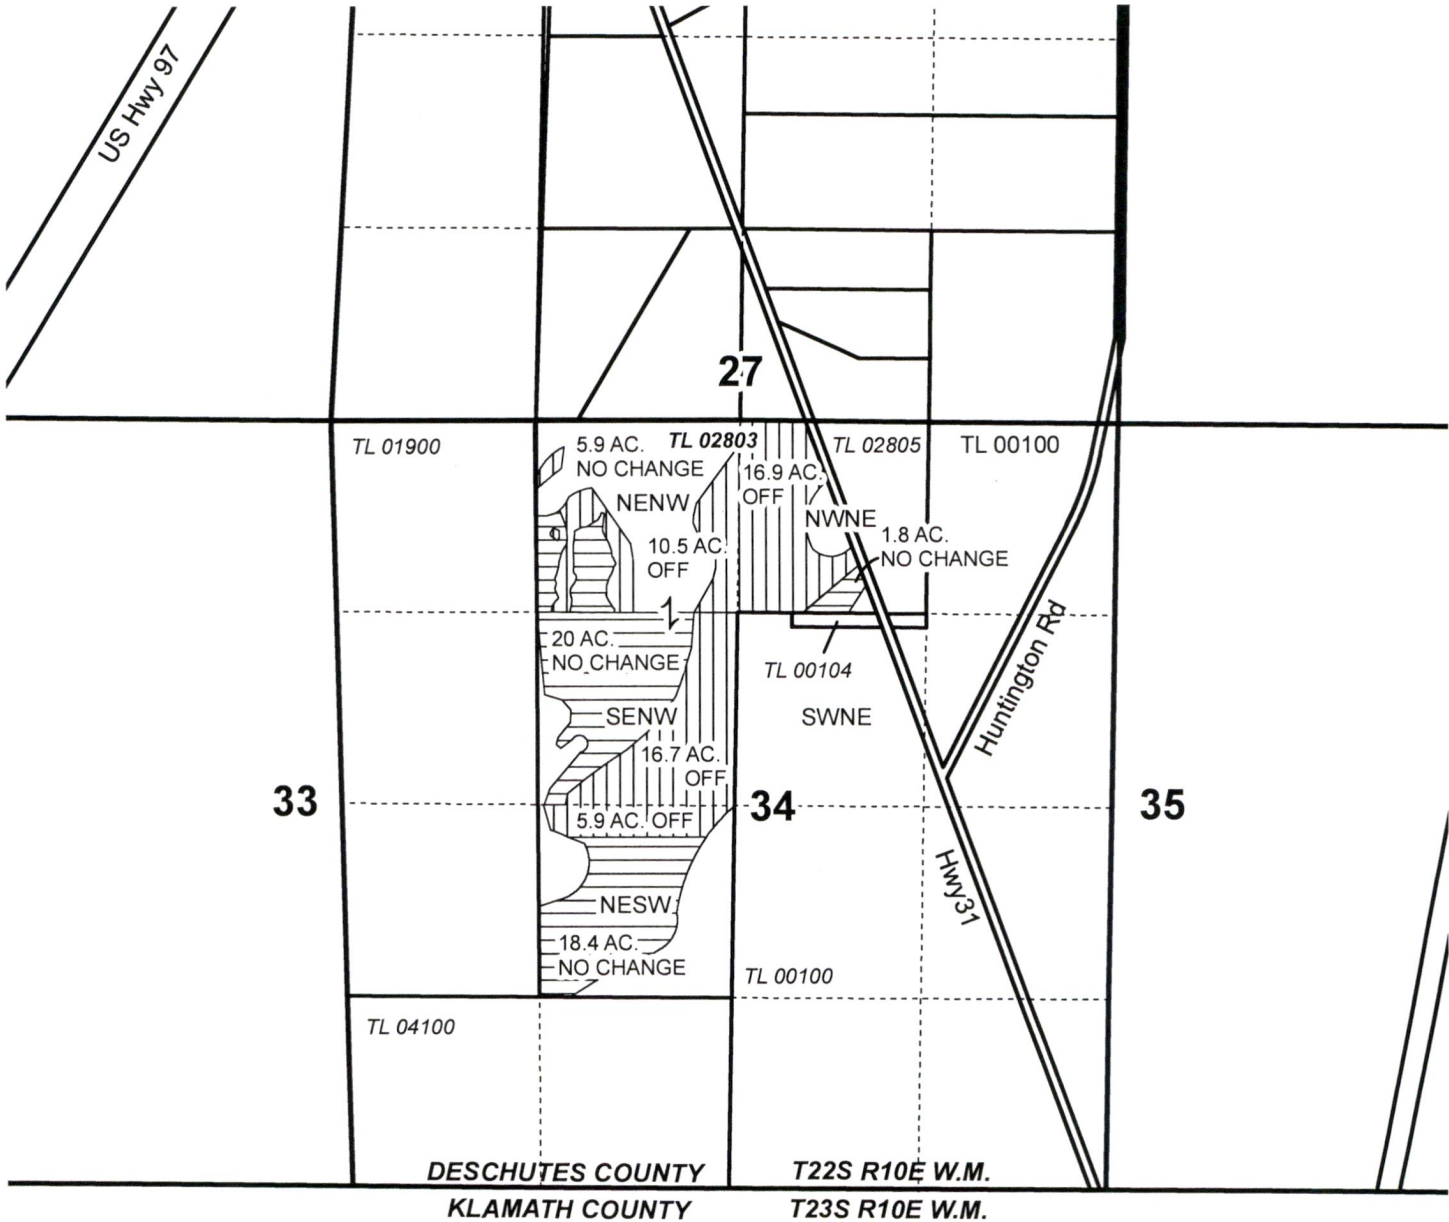 US Hwy 97
27
TL 01900
5.9 AC.
NO CHANGE
TL 02803
TL 02805
TL 00100
16.9 AC.
OFF
NENW
NWNE
10.5 AC.
OFF
1.8 AC.
NO CHANGE
20 AC.
NO CHANGE
TL 00104
SENW
SWNE
Huntington Rd
16.7 AC.
OFF
33
5.9 AC. OFF
34
35
NESW
Hwy31
18.4 AC.
NO CHANGE
TL 00100
TL 04100
DESCHUTES COUNTY
T22S R10E W.M.
KLAMATH COUNTY
T23S R10E W.M.